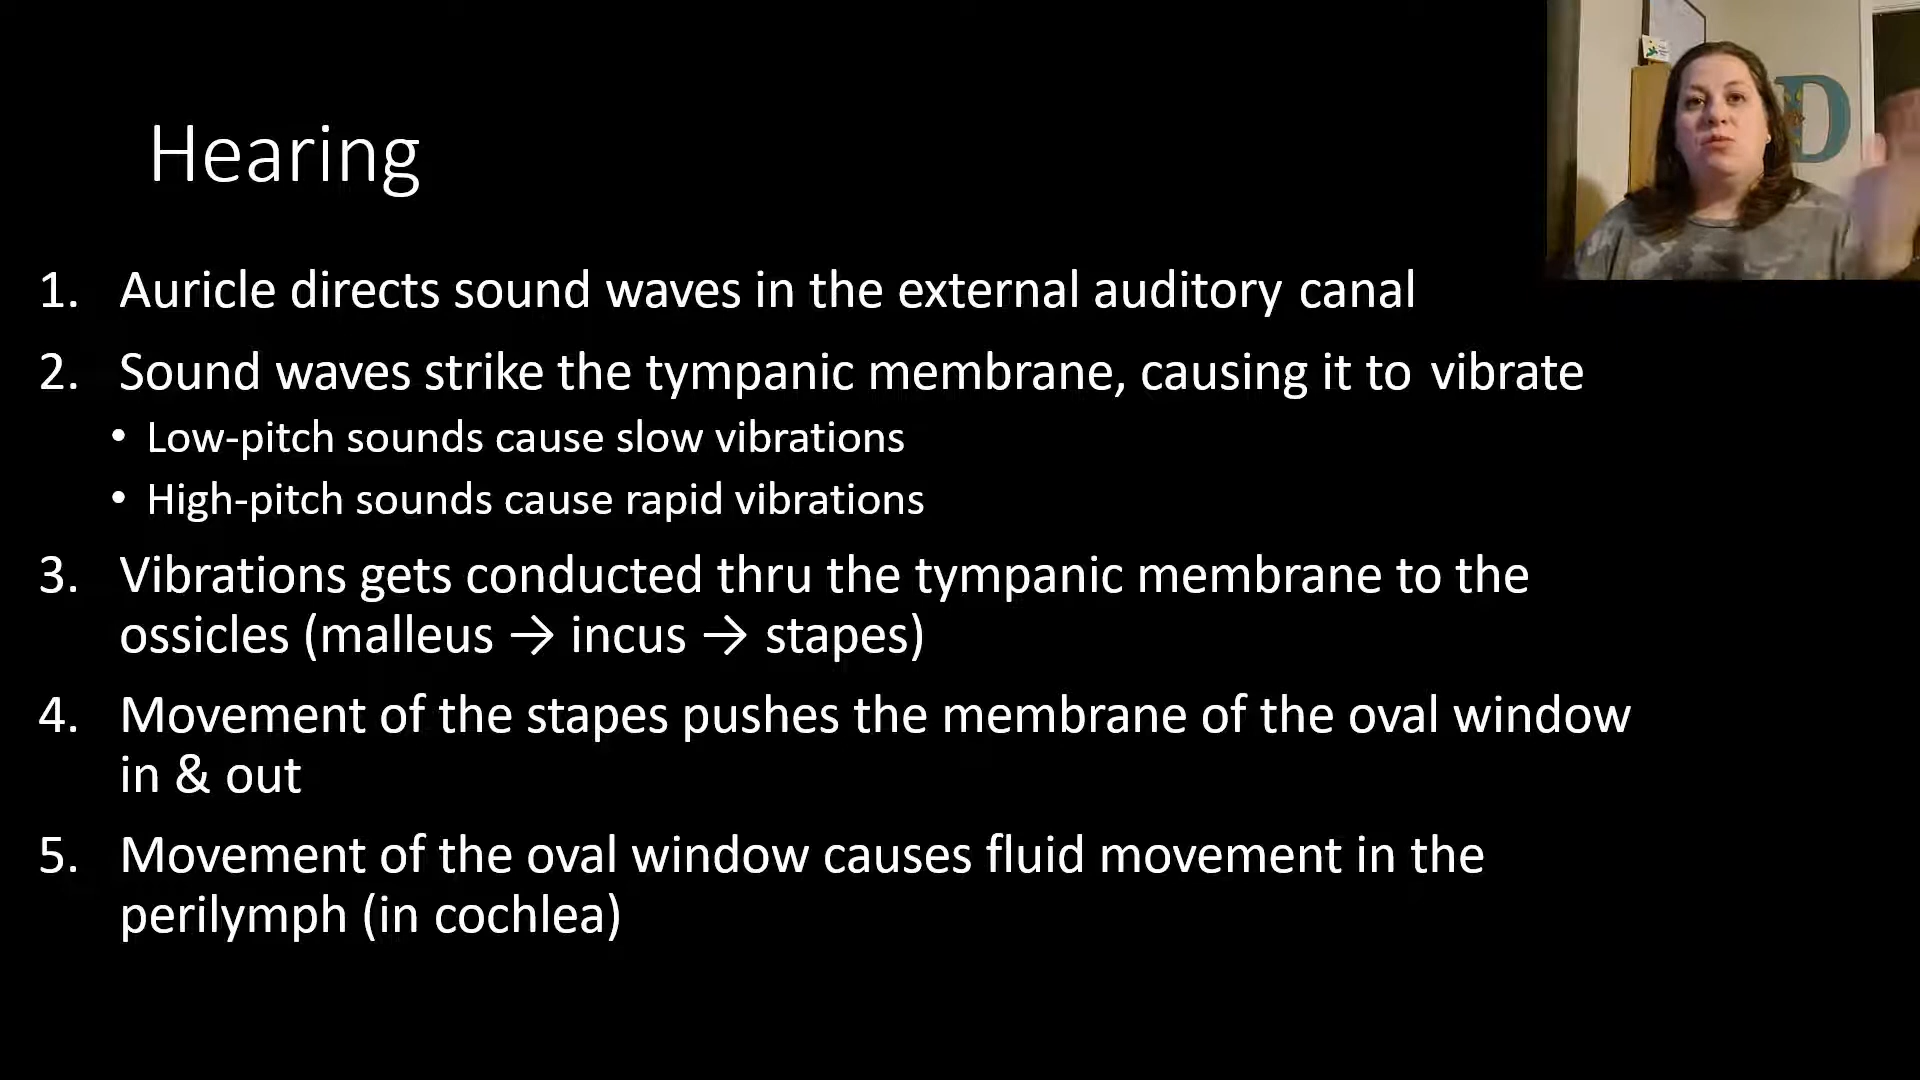 Hearing
D
1. Auricle directs sound waves in the external auditory canal
2. Sound waves strike the tympanic membrane, causing it to vibrate
• Low-pitch sounds cause slow vibrations
• High-pitch sounds cause rapid vibrations
3. Vibrations gets conducted thru the tympanic membrane to the
ossicles (malleus → incus → stapes)
4. Movement of the stapes pushes the membrane of the oval window
in & out
5. Movement of the oval window causes fluid movement in the
perilymph (in cochlea)